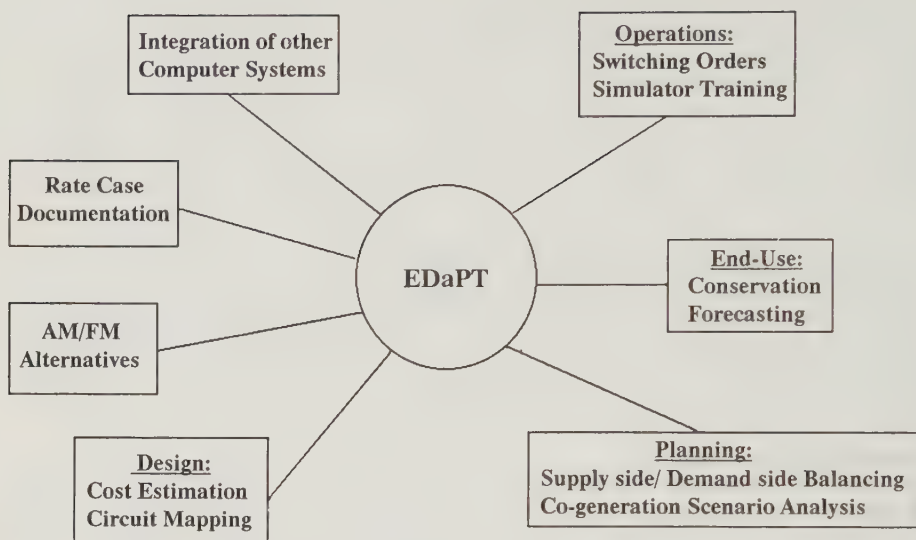 Integration of other
Computer Systems
Operations:
Switching Orders
Simulator Training
Rate Case
Documentation
EDaPT
End-Use:
Conservation
Forecasting
AM/FM
Alternatives
Design:
Cost Estimation
Circuit Mapping
Planning:
Supply side/ Demand side Balancing
Co-generation Scenario Analysis